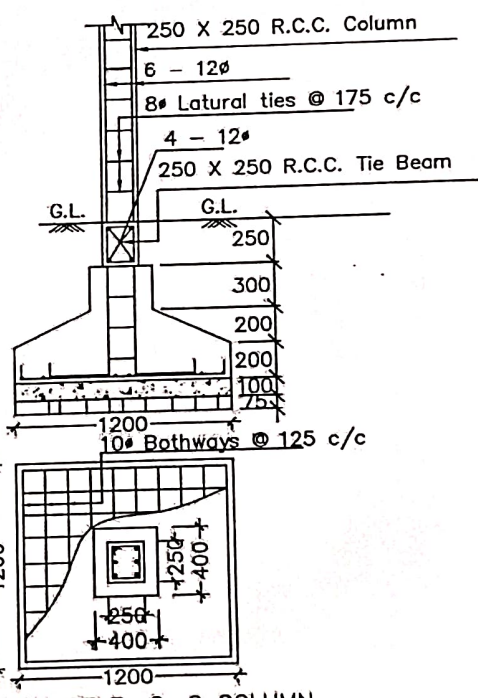 250 X 250 R.C.C. Column
6 - 12ø
8ø Latural ties @ 175 c/c
4 - 12ø
250 X 250 R.C.C. Tie Beam
G.L.
G.L.
250
300
200
200
100
75
1200
10ø Bothways @ 125 c/c
1200
250
400
250
400
1200
COLUMN